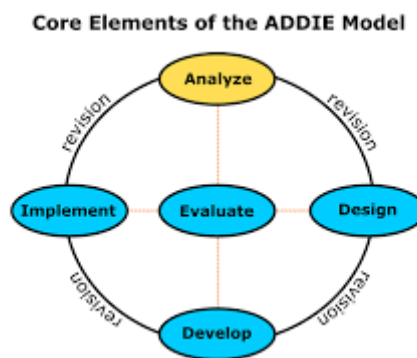 Core Elements of the ADDIE Model
Analyze
revision
revision
Implement
Evaluate
Design
revision
revision
Develop